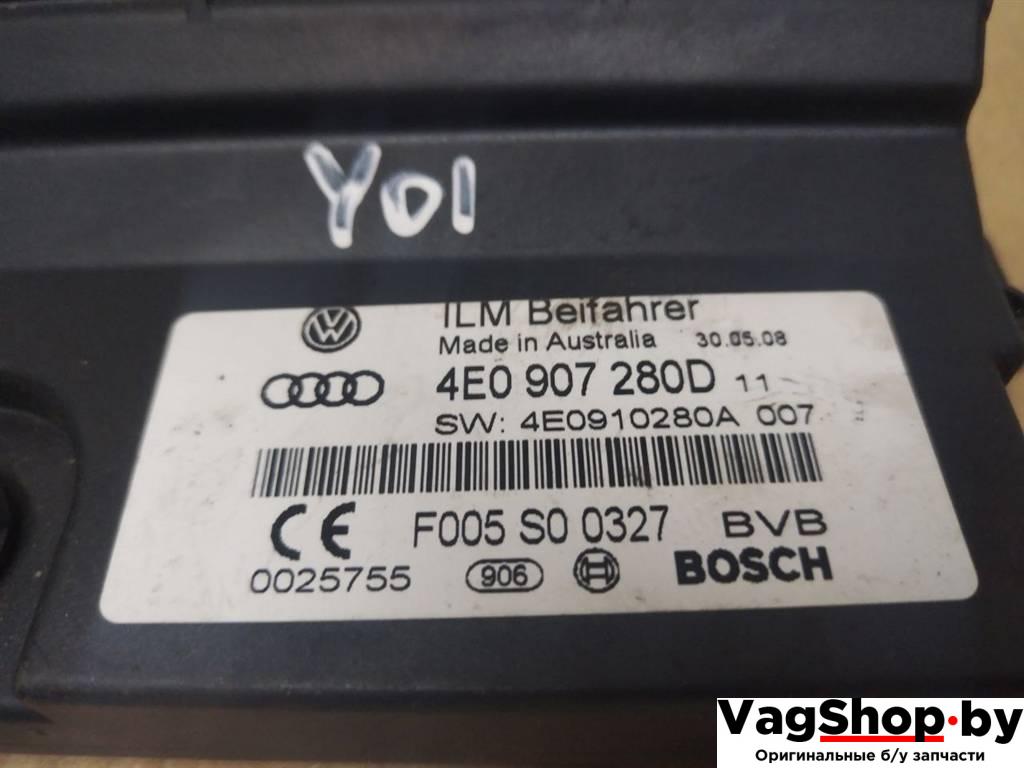 YO1
ILM Beifahrer
Made in Australia 30.05.08
4E0 907 280D 11
SW: 4E0910280A 007
CE F005 S0 0327 BVB
0025755 906 BOSCH
VagShop.by
Оригинальные б/у запчасти